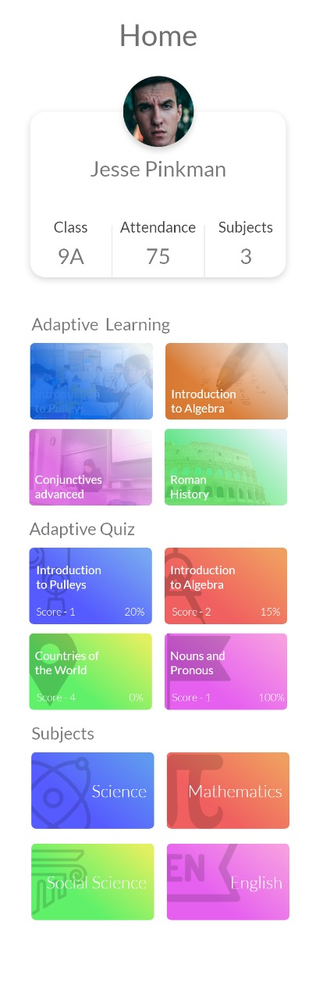 Home
Jesse Pinkman
Class
Attendance
Subjects
9A
75
3
Adaptive Learning
Introduction
to Pulleys
Introduction
to Algebra
Conjunctives
advanced
Roman
History
Adaptive Quiz
Introduction
to Pulleys
Score - 1
20%
Introduction
to Algebra
Score - 2
15%
Countries of
the World
Score - 4
0%
Nouns and
Pronous
Score - 1
100%
Subjects
Science
π
Mathematics
Social Science
EN
English